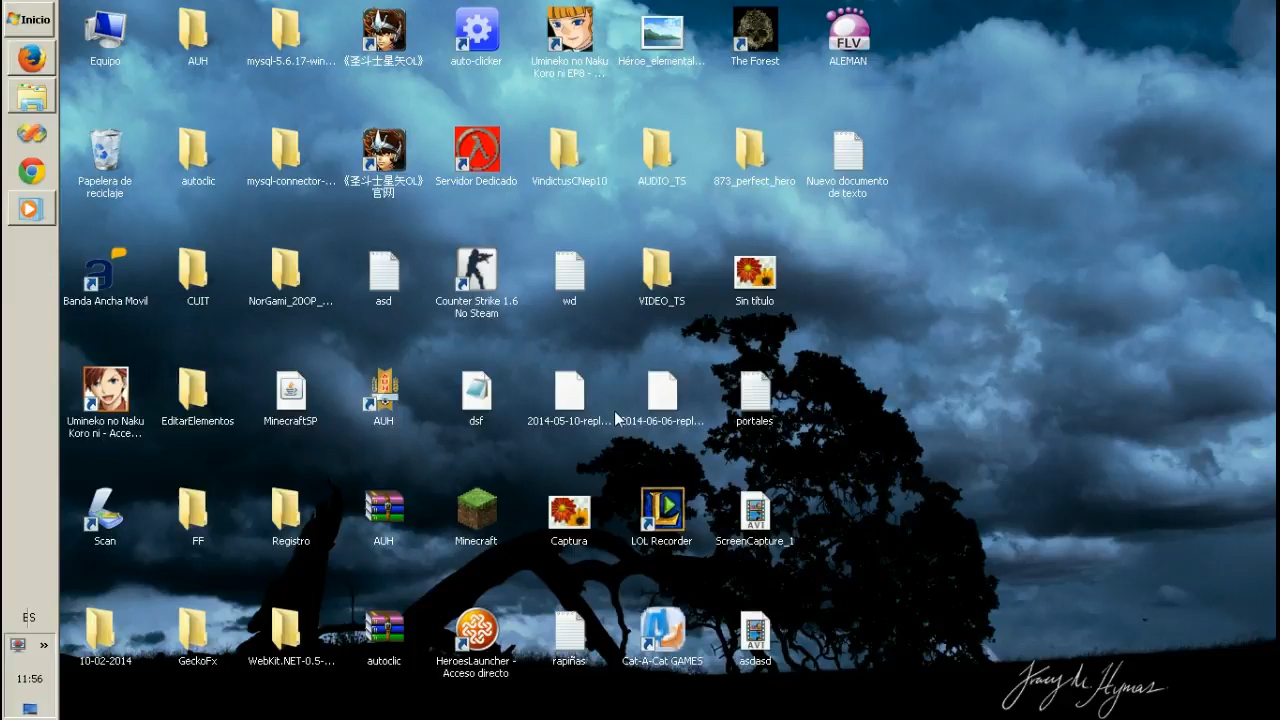 Inicio
Equipo
AUH
mysql-5.6.17-win...
《圣斗士星矢OL》
auto-clicker
Umineko no Naku
Koro ni EP8 - ...
Héroe_elemental...
The Forest
FLV
ALEMAN
Papelera de
reciclaje
autoclic
mysql-connector-...
《圣斗士星矢OL》
官网
Servidor Dedicado
VindictusCNep10
AUDIO_TS
873_perfect_hero
Nuevo documento
de texto
Banda Ancha Movil
CUIT
NorGami_200P_...
asd
Counter Strike 1.6
No Steam
wd
VIDEO_TS
Sin título
Umineko no Naku
Koro ni - Acce...
EditarElementos
MinecraftSP
AUH
dsf
2014-05-10-repl...
2014-06-06-repl...
portales
Scan
FF
Registro
AUH
Minecraft
Captura
LOL Recorder
AVI
ScreenCapture_1
ES
10-02-2014
GeckoFx
WebKit.NET-0.5-...
autoclic
HeroesLauncher -
Acceso directo
rapiñas
Cat-A-Cat GAMES
AVI
asdasd
11:56
Tracy M. Hymas